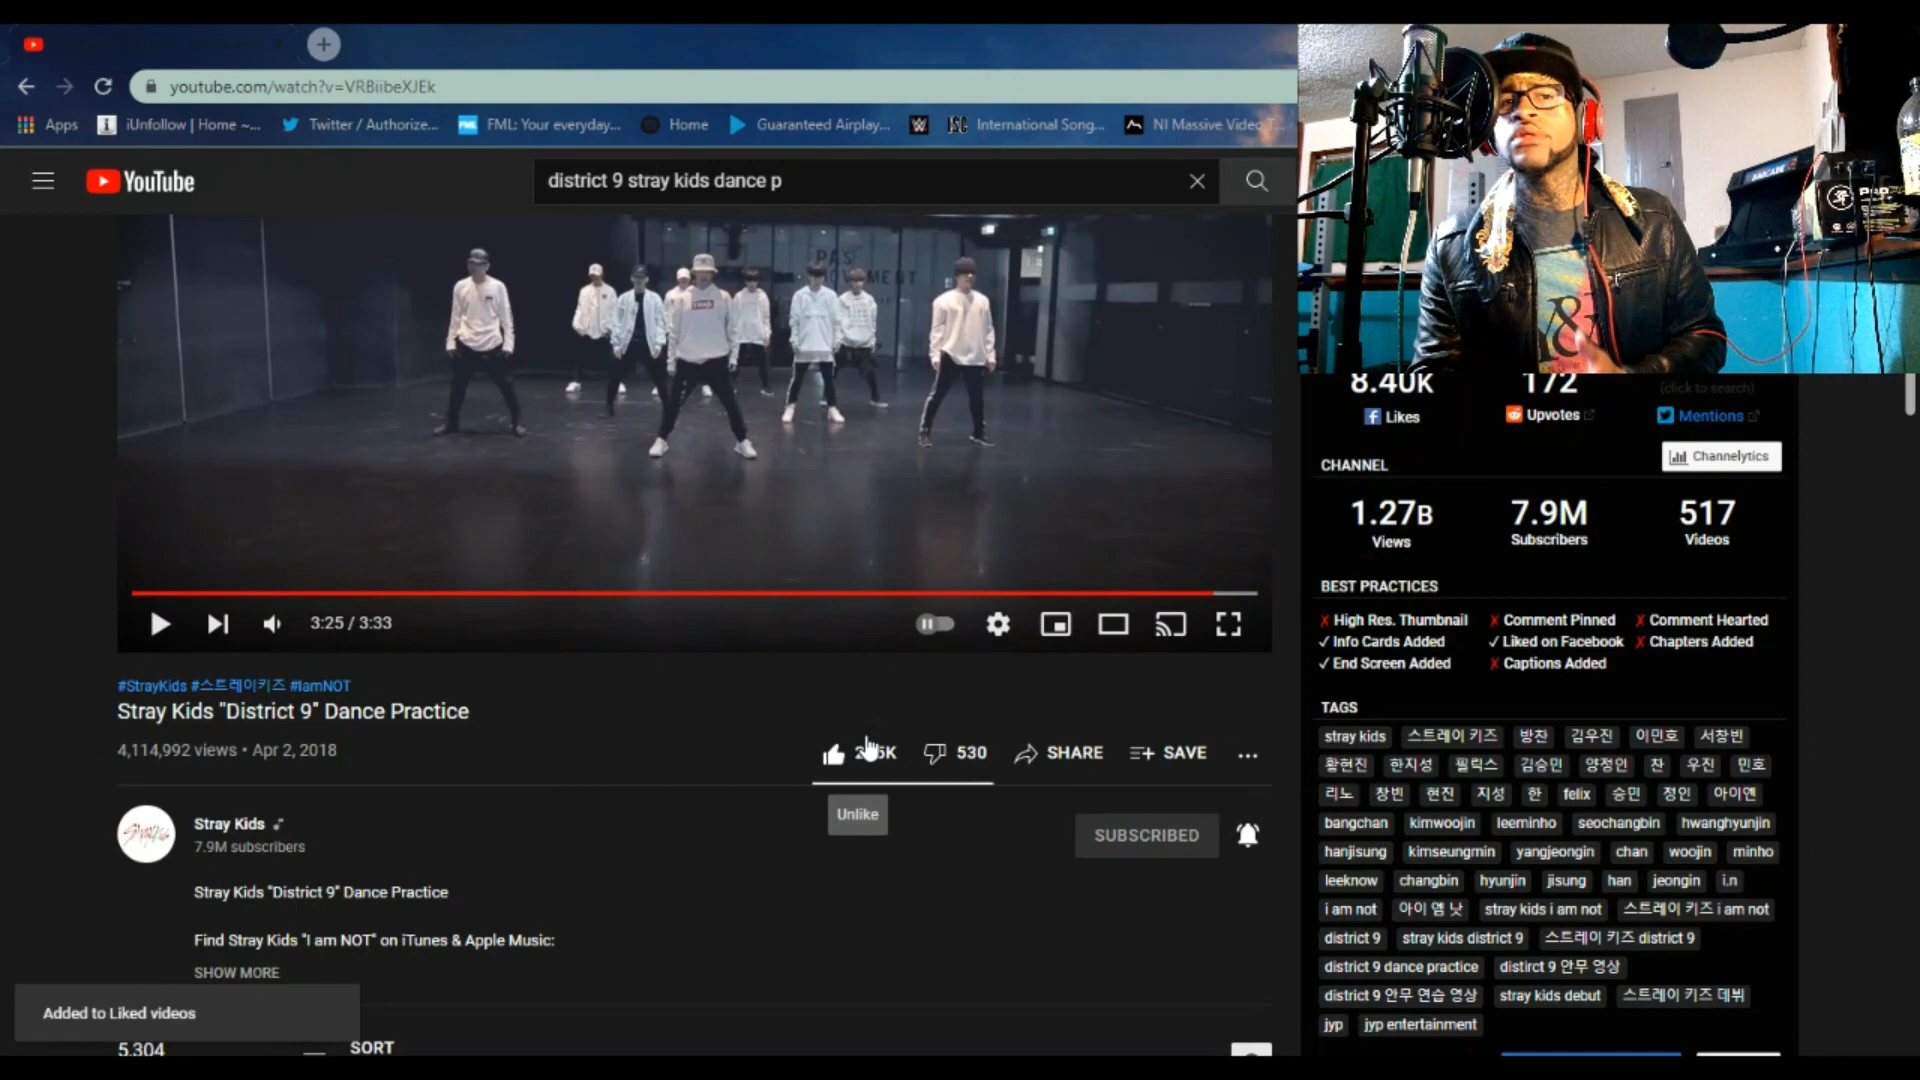 youtube.com/watch?v=VRBiibeXJEk
Apps
iUnfollow | Home ~...
Twitter / Authorize...
FML: Your everyday...
Home
Guaranteed Airplay...
International Song...
NI Massive Video T...
YouTube
district 9 stray kids dance p
3:25 / 3:33
#StrayKids #스트레이키즈 #IamNOT
Stray Kids "District 9" Dance Practice
4,114,992 views • Apr 2, 2018
530
SHARE
SAVE
Unlike
Stray Kids
7.9M subscribers
SUBSCRIBED
Stray Kids "District 9" Dance Practice
Find Stray Kids "I am NOT" on iTunes & Apple Music:
SHOW MORE
Added to Liked videos
5,304
SORT
8.40K 172 (click to search)
Likes Upvotes Mentions
CHANNEL Channelytics
1.27B 7.9M 517
Views Subscribers Videos
BEST PRACTICES
✗ High Res. Thumbnail ✗ Comment Pinned ✗ Comment Hearted
✓ Info Cards Added ✓ Liked on Facebook ✗ Chapters Added
✓ End Screen Added ✗ Captions Added
TAGS
stray kids 스트레이 키즈 방찬 김우진 이민호 서창빈
황현진 한지성 필릭스 김승민 양정인 찬 우진 민호
리노 창빈 현진 지성 한 felix 승민 정인 아이엔
bangchan kimwoojin leeminho seochangbin hwanghyunjin
hanjisung kimseungmin yangjeongin chan woojin minho
leeknow changbin hyunjin jisung han jeongin i.n
i am not 아이 엠 낫 stray kids i am not 스트레이 키즈 i am not
district 9 stray kids district 9 스트레이 키즈 district 9
district 9 dance practice distirct 9 안무 영상
district 9 안무 연습 영상 stray kids debut 스트레이 키즈 데뷔
jyp jyp entertainment